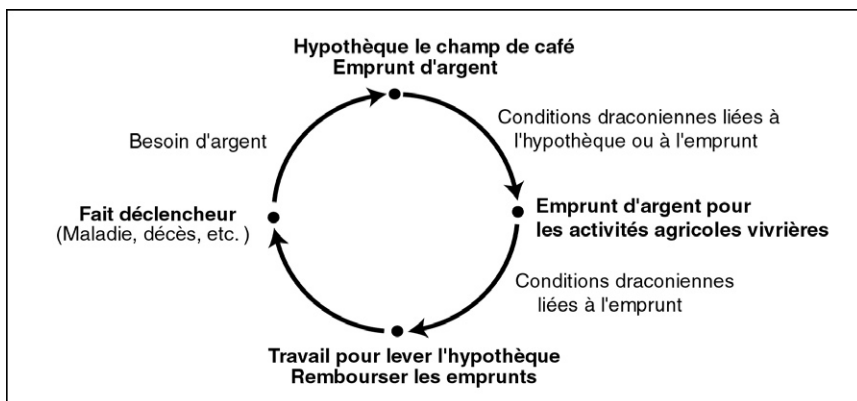 Hypothèque le champ de café
Emprunt d'argent
Conditions draconiennes liées à
l'hypothèque ou à l'emprunt
Besoin d'argent
Fait déclencheur
(Maladie, décès, etc. )
Emprunt d'argent pour
les activités agricoles vivrières
Conditions draconiennes
liées à l'emprunt
Travail pour lever l'hypothèque
Rembourser les emprunts